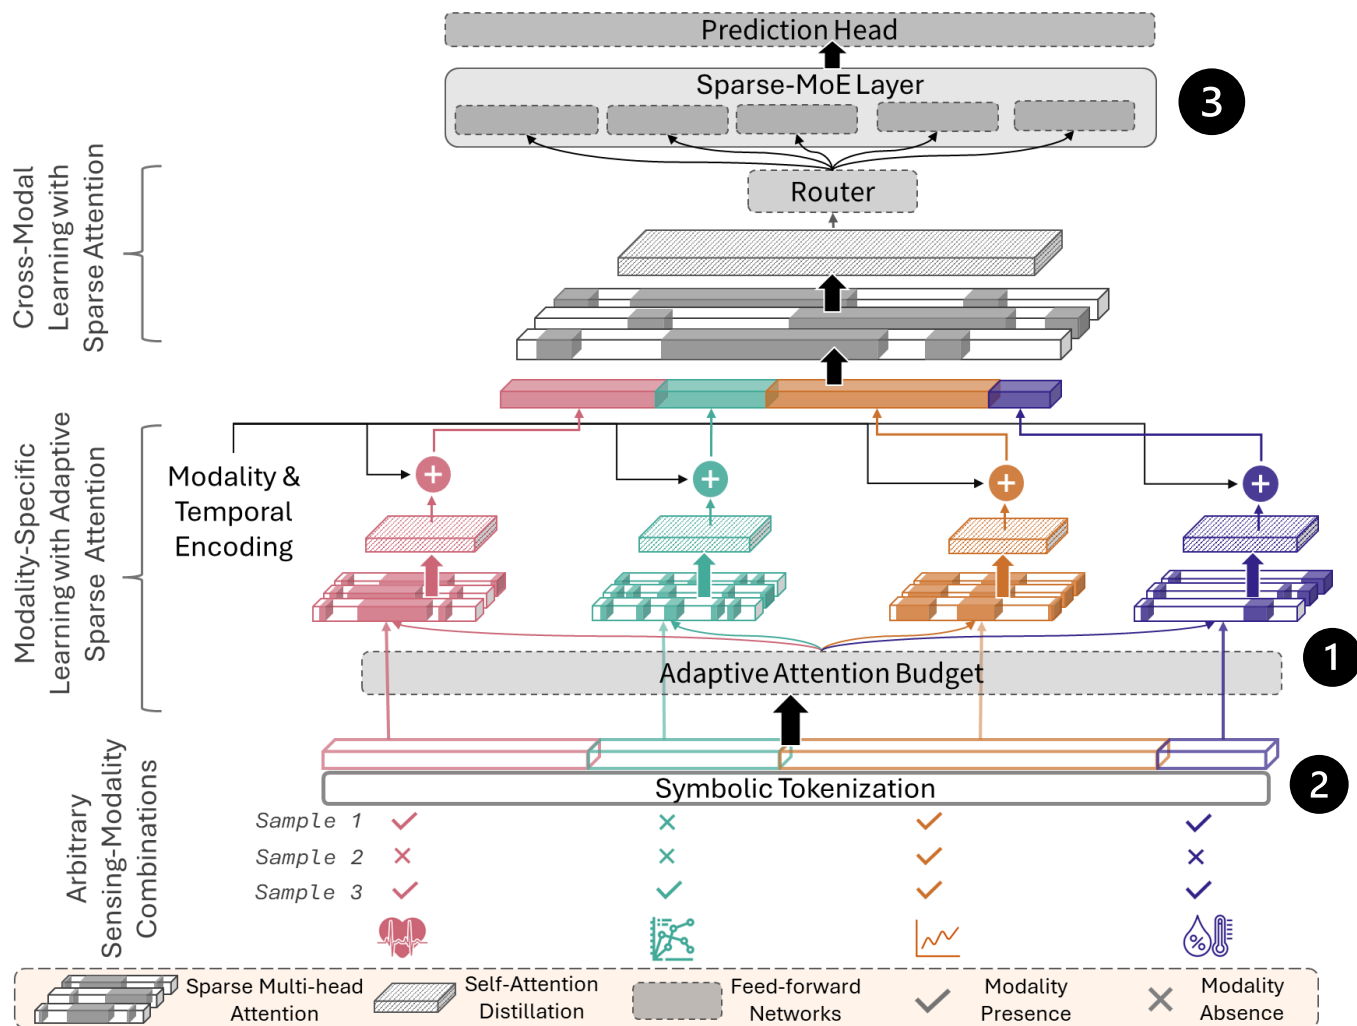 Prediction Head
Sparse-MoE Layer
3
Router
Cross-Modal
Learning with
Sparse Attention
Modality-Specific
Learning with Adaptive
Sparse Attention
Modality &
Temporal
Encoding
+
+
+
+
Adaptive Attention Budget
1
Symbolic Tokenization
2
Arbitrary
Sensing-Modality
Combinations
Sample 1
Sample 2
Sample 3
%
Sparse Multi-head
Attention
Self-Attention
Distillation
Feed-forward
Networks
Modality
Presence
Modality
Absence